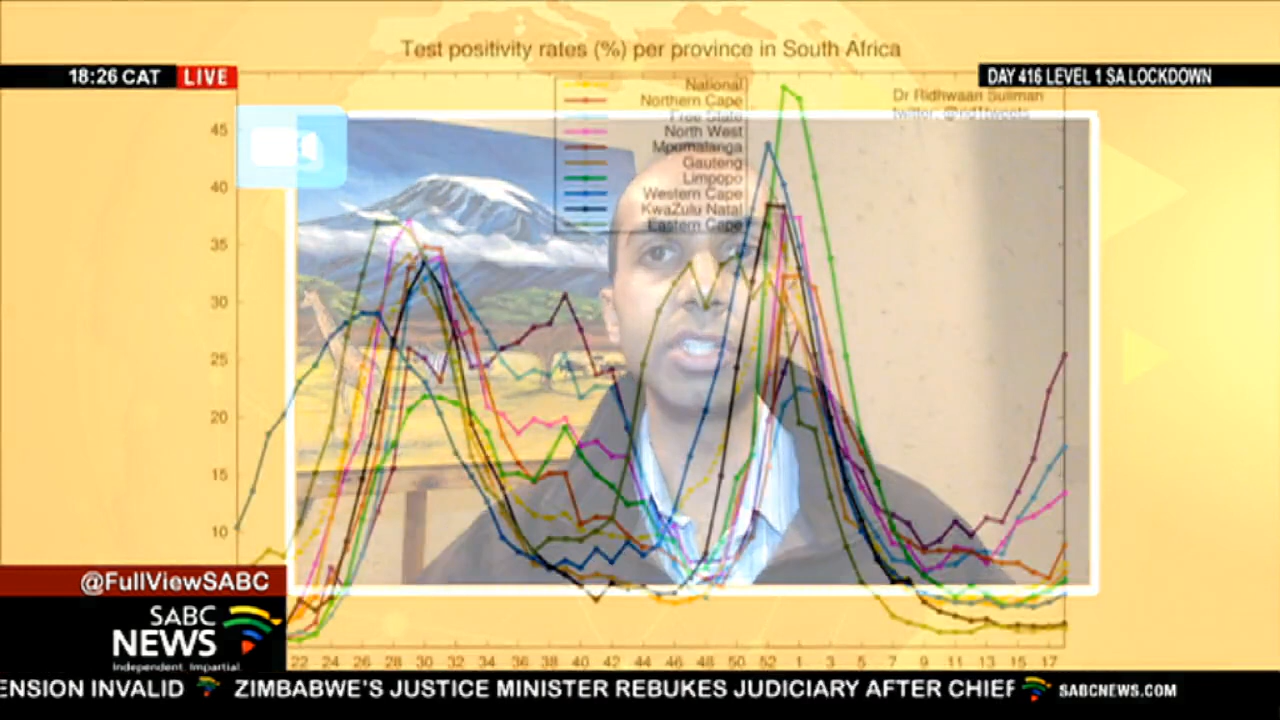 Test positivity rates (%) per province in South Africa
18:26 CAT LIVE
DAY 416 LEVEL 1 SA LOCKDOWN
National
Northern Cape
Free State
North West
Mpumalanga
Gauteng
Limpopo
Western Cape
KwaZulu Natal
Eastern Cape
Dr Ridhwaan Suliman
twitter: @rid1tweets
45
40
35
30
25
20
15
10
22 24 26 28 30 32 34 36 38 40 42 44 46 48 50 52 1 3 5 7 9 11 13 15 17
@FullViewSABC
SABC
NEWS
Independent. Impartial.
ENSION INVALID ZIMBABWE'S JUSTICE MINISTER REBUKES JUDICIARY AFTER CHIEF SABCNEWS.COM